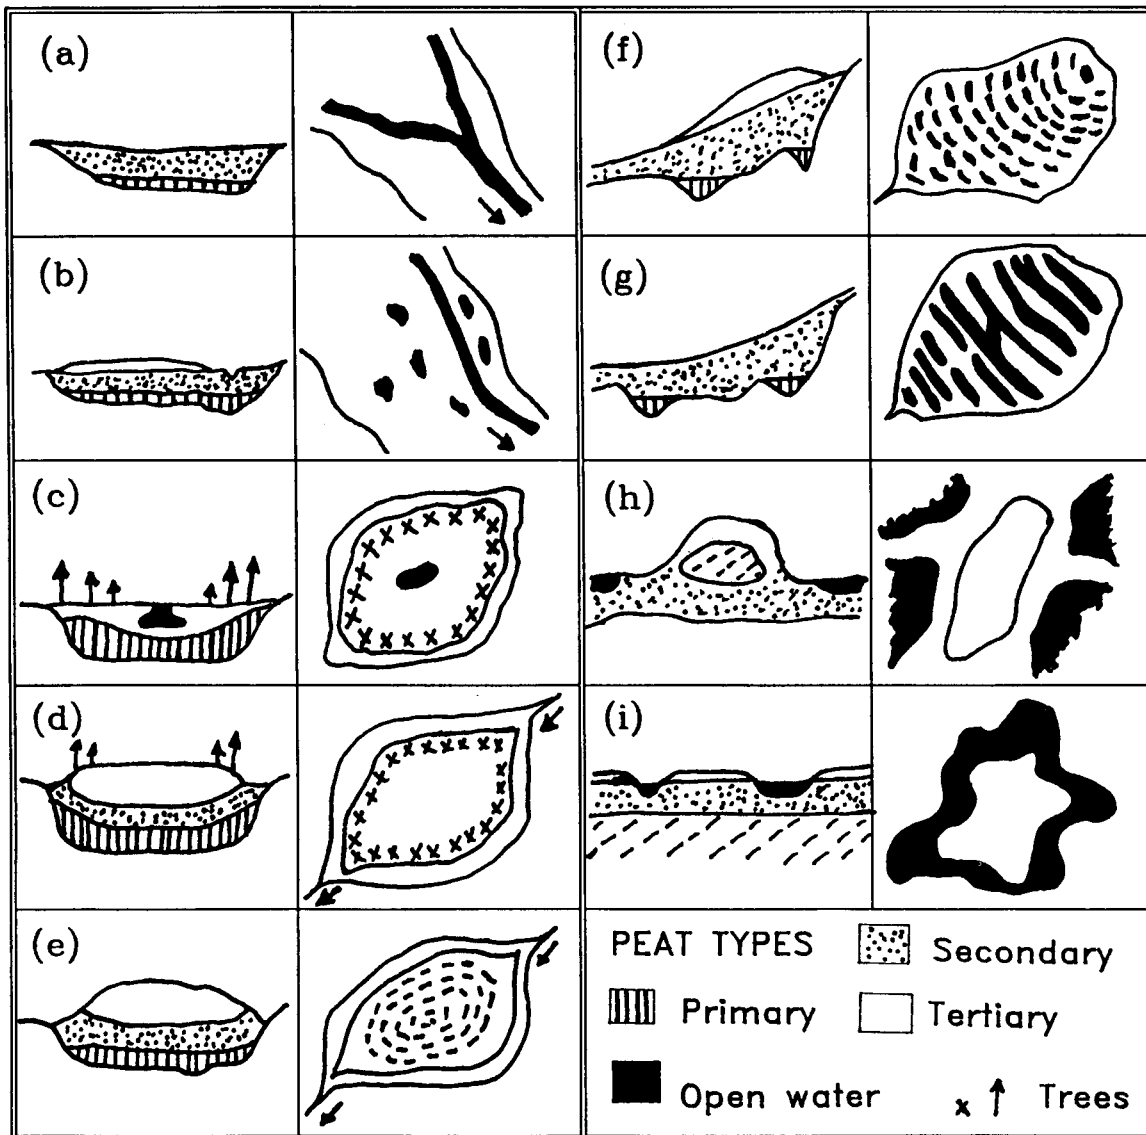 (a)
(b)
(c)
(d)
(e)
(f)
(g)
(h)
(i)
PEAT TYPES
Secondary
Primary
Tertiary
Open water
x ↑ Trees